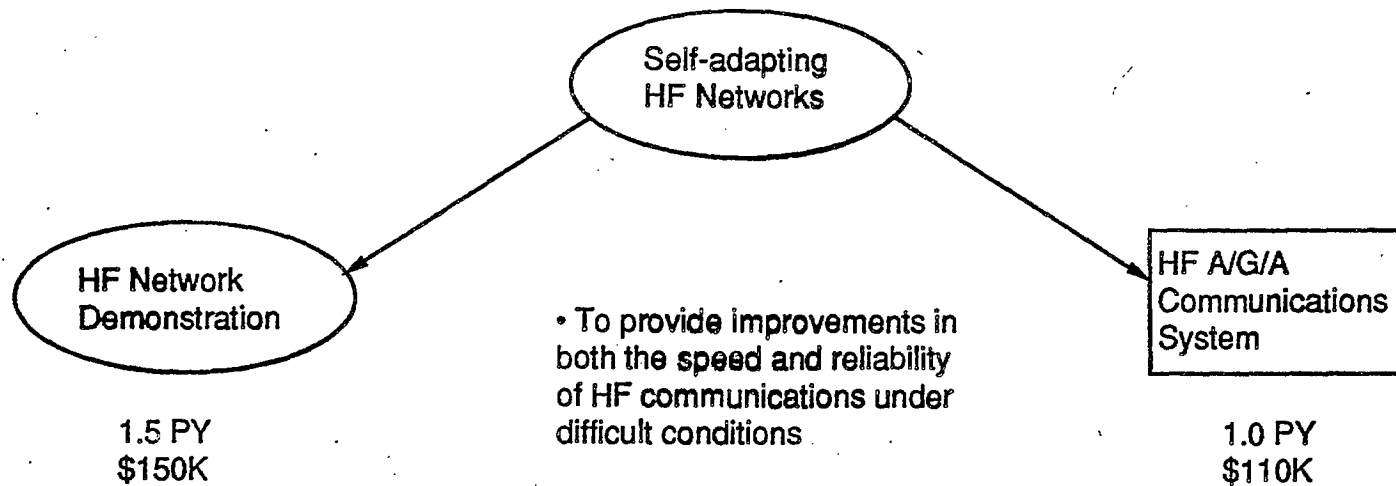 Self-adapting
HF Networks
HF Network
Demonstration
1.5 PY
$150K
• To provide improvements in
both the speed and reliability
of HF communications under
difficult conditions
HF A/G/A
Communications
System
1.0 PY
$110K